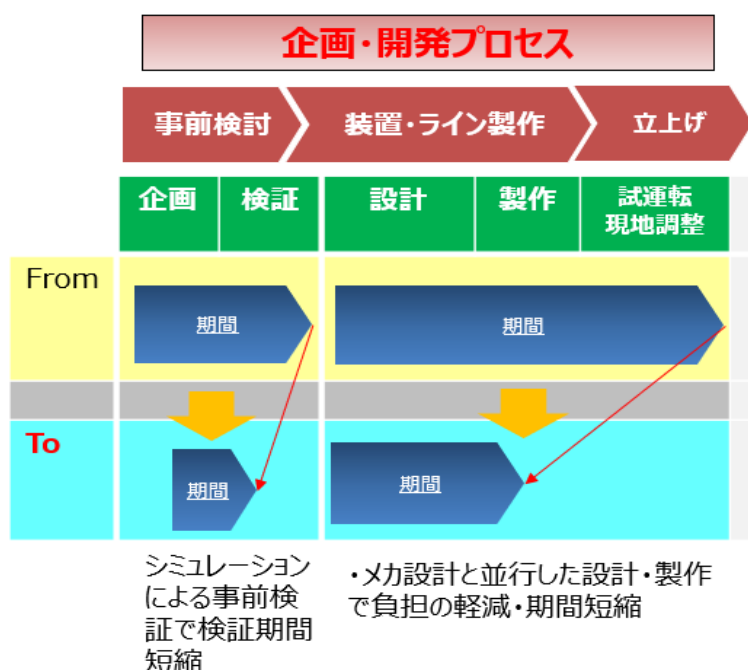 企画・開発プロセス
事前検討 装置・ライン製作 立上げ
企画 検証 設計 製作 試運転
現地調整
From
期間 期間
To
期間 期間
シミュレーション
による事前検
証で検証期間
短縮
・メカ設計と並行した設計・製作
で負担の軽減・期間短縮